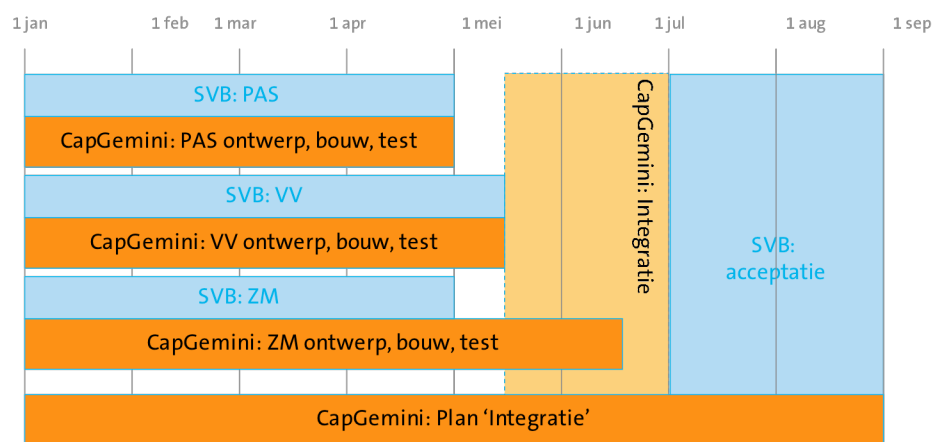 1 jan 1 feb 1 mar 1 apr 1 mei 1 jun 1 jul 1 aug 1 sep
SVB: PAS
CapGemini: PAS ontwerp, bouw, test
SVB: VV
CapGemini: VV ontwerp, bouw, test
SVB: ZM
CapGemini: ZM ontwerp, bouw, test
CapGemini: Integratie
SVB:
acceptatie
CapGemini: Plan ‘Integratie’